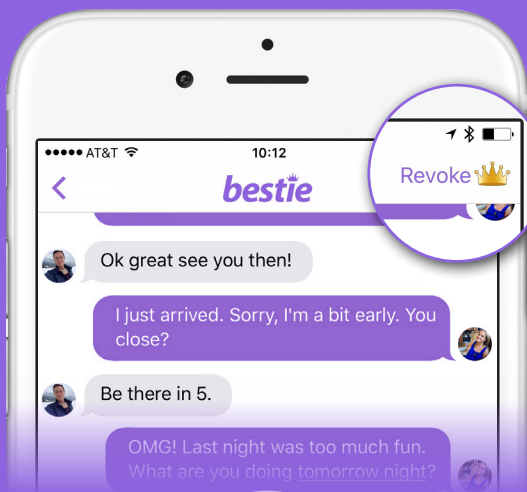 ●●●●● AT&T
10:12
Revoke
bestie
Ok great see you then!
I just arrived. Sorry, I'm a bit early. You
close?
Be there in 5.
OMG! Last night was too much fun.
What are you doing tomorrow night?